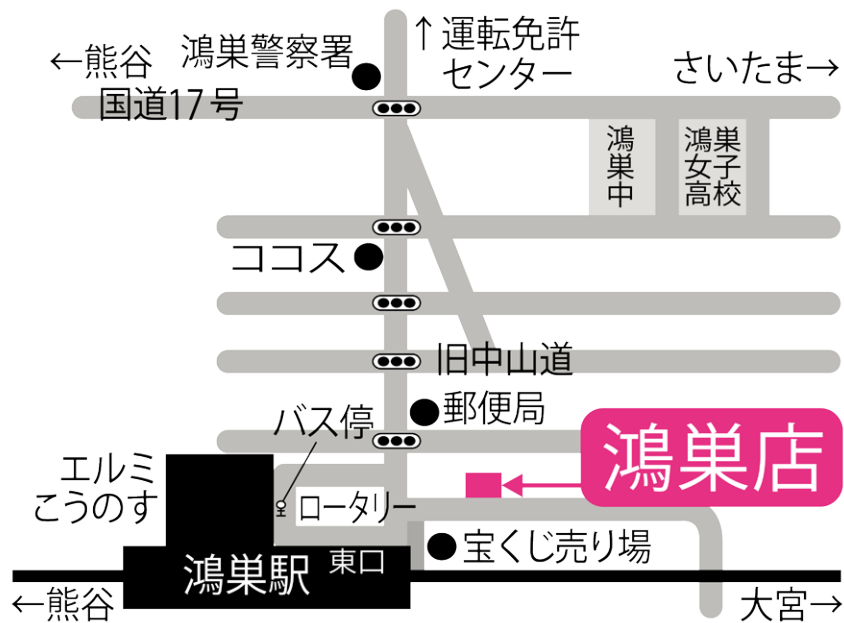 ↑運転免許
センター
鴻巣警察署
←熊谷
さいたま→
国道17号
鴻巣中
鴻巣
女子
高校
ココス
旧中山道
郵便局
バス停
鴻巣店
エルミ
こうのす
ロータリー
宝くじ売り場
東口
鴻巣駅
←熊谷
大宮→